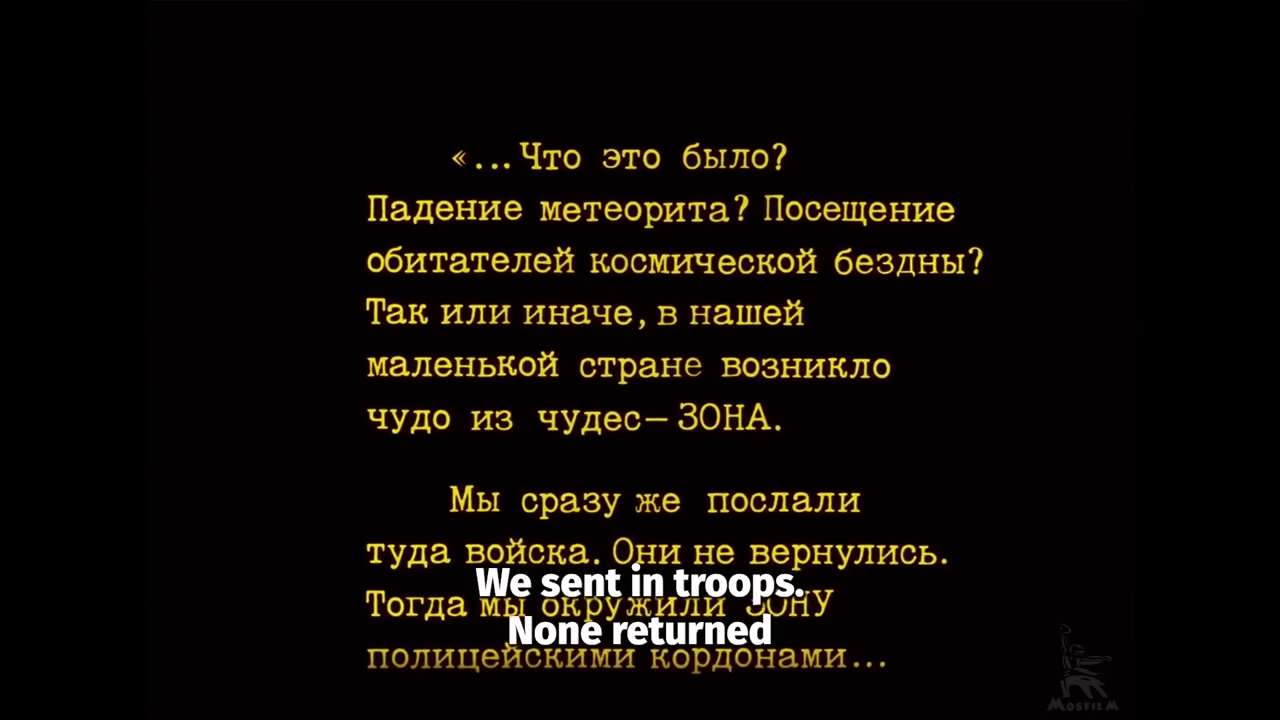 «...Что это было?
Падение метеорита? Посещение
обитателей космической бездны?
Так или иначе, в нашей
маленькой стране возникло
чудо из чудес— ЗОНА.
Мы сразу же послали
туда войска. Они не вернулись.
We sent in troops.
Тогда мы окружили ЗОНУ
None returned
полицейскими кордонами...
MOSFILM